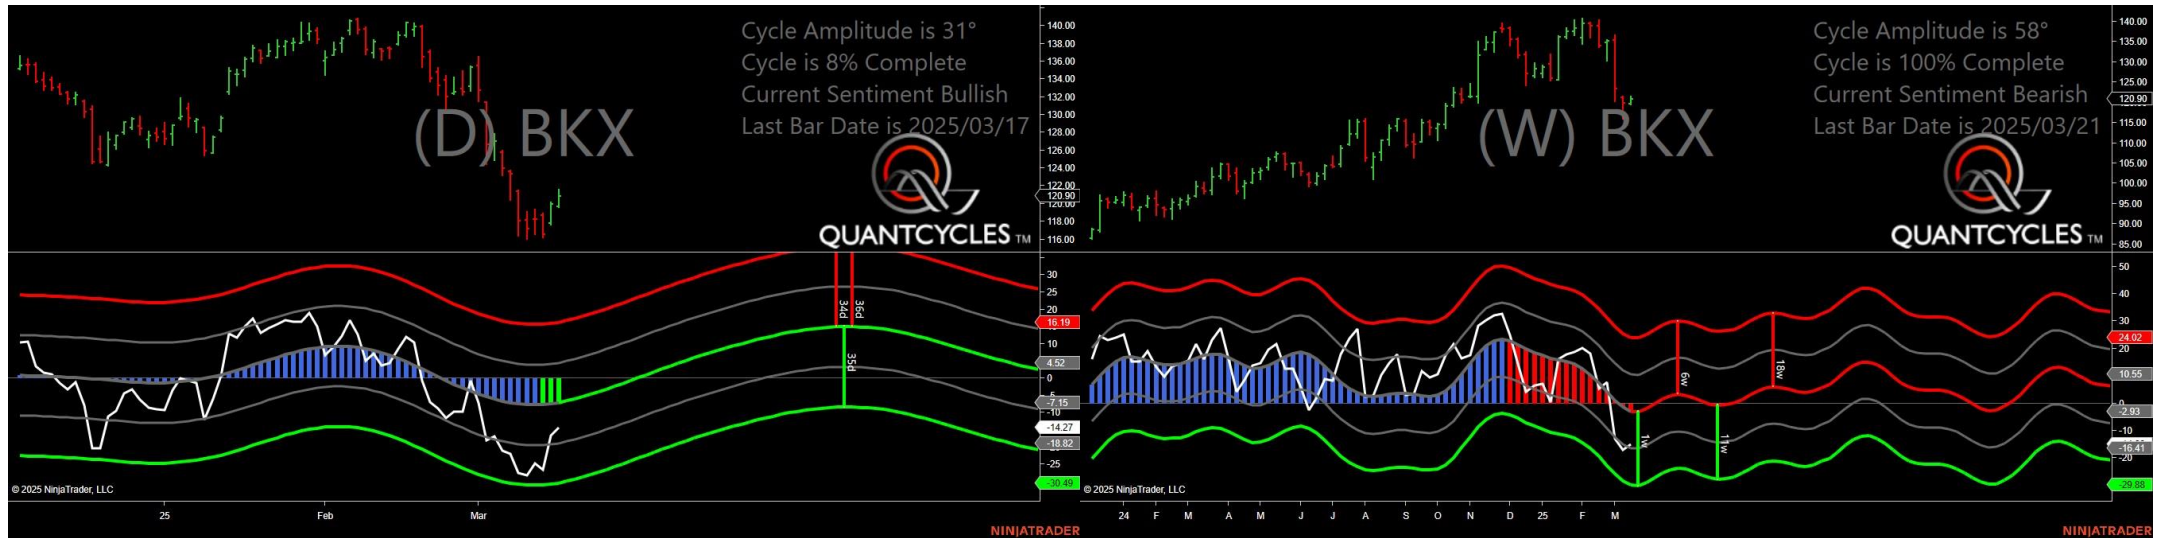 Cycle Amplitude is 31°
Cycle is 8% Complete
Current Sentiment Bullish
Last Bar Date is 2025/03/17
(D) BKX
QUANTCYCLES TM
140.00
138.00
136.00
134.00
132.00
130.00
128.00
126.00
124.00
122.00
120.90
120.00
118.00
116.00
34d
36d
35d
30
25
20
16.19
10
4.52
0
-7.15
-10
-14.27
-18.82
-25
-30.49
© 2025 NinjaTrader, LLC
25 Feb Mar
NINJATRADER
Cycle Amplitude is 58°
Cycle is 100% Complete
Current Sentiment Bearish
Last Bar Date is 2025/03/21
(W) BKX
QUANTCYCLES TM
140.00
135.00
130.00
125.00
120.90
115.00
110.00
105.00
100.00
95.00
90.00
85.00
6w
18w
1w
11w
50
40
30
24.02
20
10.55
0
-2.93
-10
-16.41
-20
-29.88
© 2025 NinjaTrader, LLC
24 F M A M J J A S O N D 25 F M
NINJATRADER